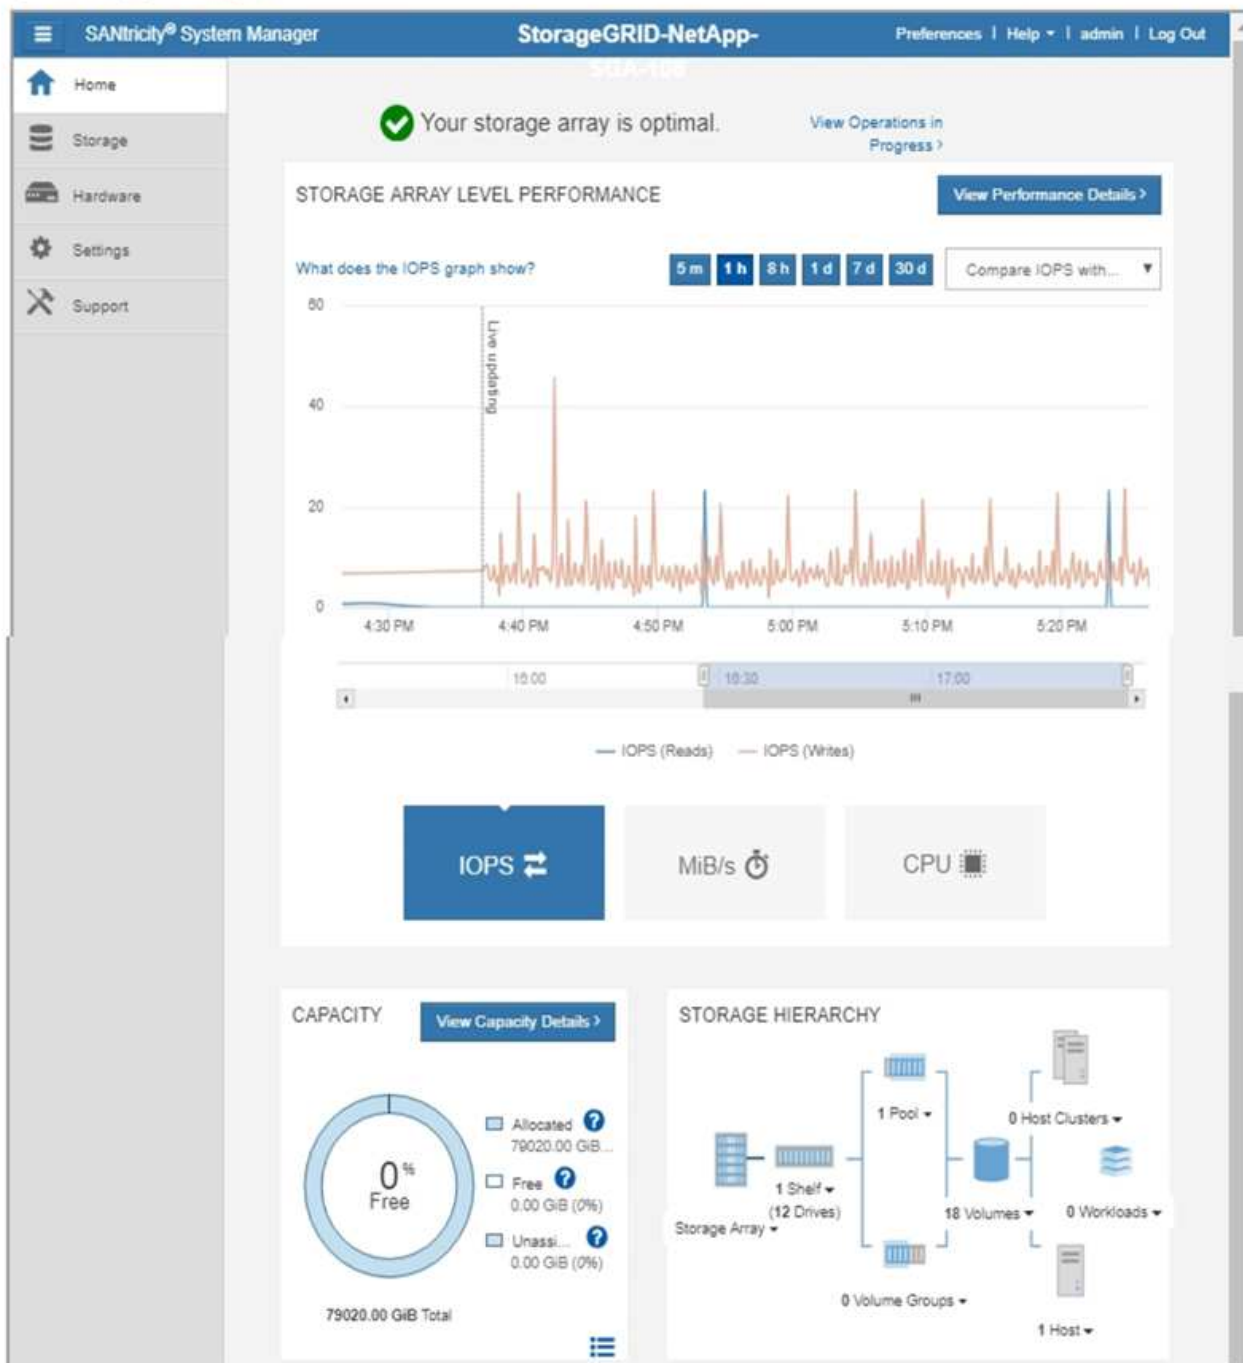 SANtricity® System Manager
StorageGRID-NetApp-
Preferences | Help | admin | Log Out
Home
Storage
Hardware
Settings
Support
Your storage array is optimal.
View Operations in
Progress >
STORAGE ARRAY LEVEL PERFORMANCE
View Performance Details >
What does the IOPS graph show?
5 m 1 h 8 h 1 d 7 d 30 d
Compare IOPS with...
60
40
20
0
Live updating
4:30 PM 4:40 PM 4:50 PM 5:00 PM 5:10 PM 5:20 PM
16:00 16:30 17:00
IOPS (Reads) IOPS (Writes)
IOPS
MiB/s
CPU
CAPACITY
View Capacity Details >
0%
Free
Allocated
79020.00 GiB...
Free
0.00 GiB (0%)
Unassi...
0.00 GiB (0%)
79020.00 GiB Total
STORAGE HIERARCHY
1 Pool
0 Host Clusters
1 Shelf
(12 Drives)
Storage Array
18 Volumes
0 Workloads
0 Volume Groups
1 Host